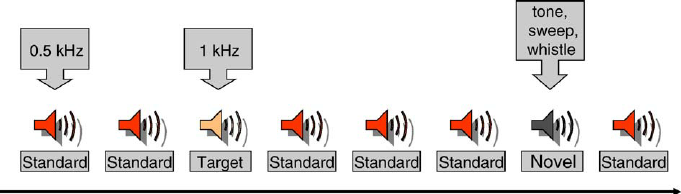 0.5 kHz
1 kHz
tone,
sweep,
whistle
Standard
Standard
Target
Standard
Standard
Standard
Novel
Standard